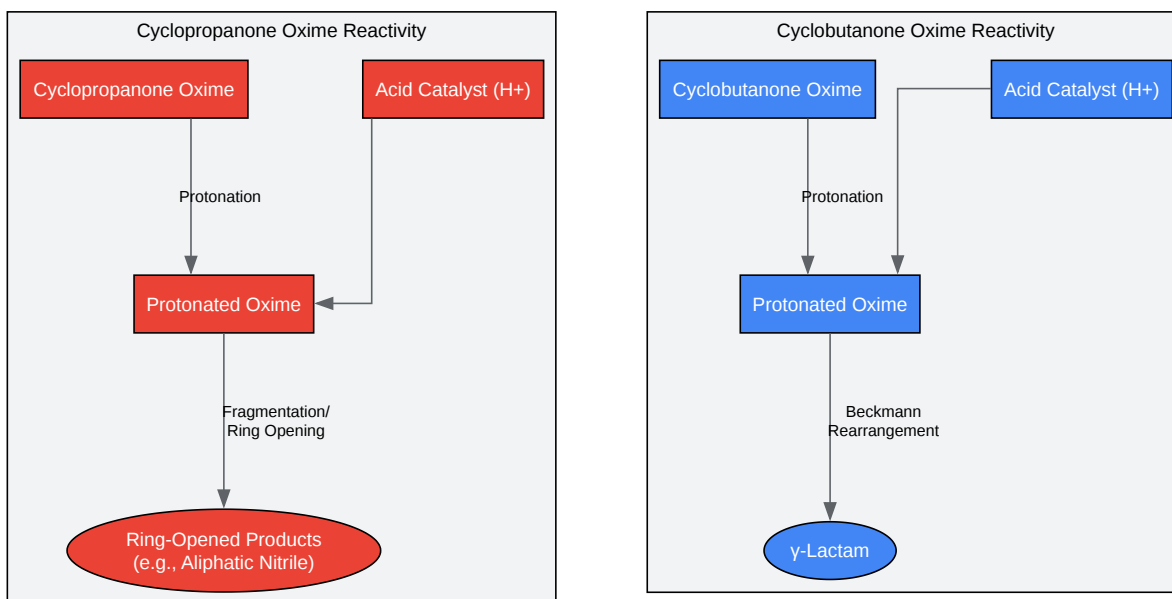 Cyclopropanone Oxime Reactivity
Cyclopropanone Oxime
Acid Catalyst (H+)
Protonation
Protonated Oxime
Fragmentation/
Ring Opening
Ring-Opened Products
(e.g., Aliphatic Nitrile)
Cyclobutanone Oxime Reactivity
Cyclobutanone Oxime
Acid Catalyst (H+)
Protonation
Protonated Oxime
Beckmann
Rearrangement
γ-Lactam